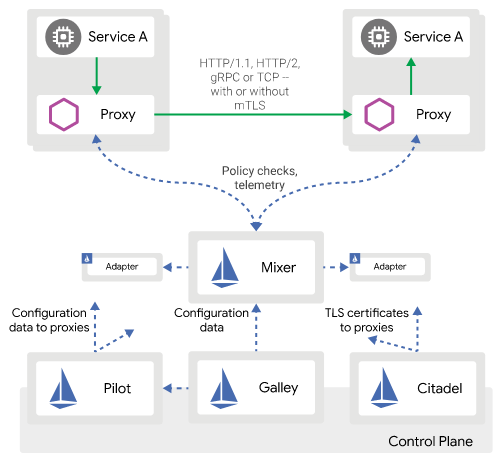 Service A
Service A
HTTP/1.1, HTTP/2,
gRPC or TCP --
with or without
mTLS
Proxy
Proxy
Policy checks,
telemetry
Mixer
Adapter
Adapter
Configuration
data to proxies
Configuration
data
TLS certificates
to proxies
Pilot
Galley
Citadel
Control Plane